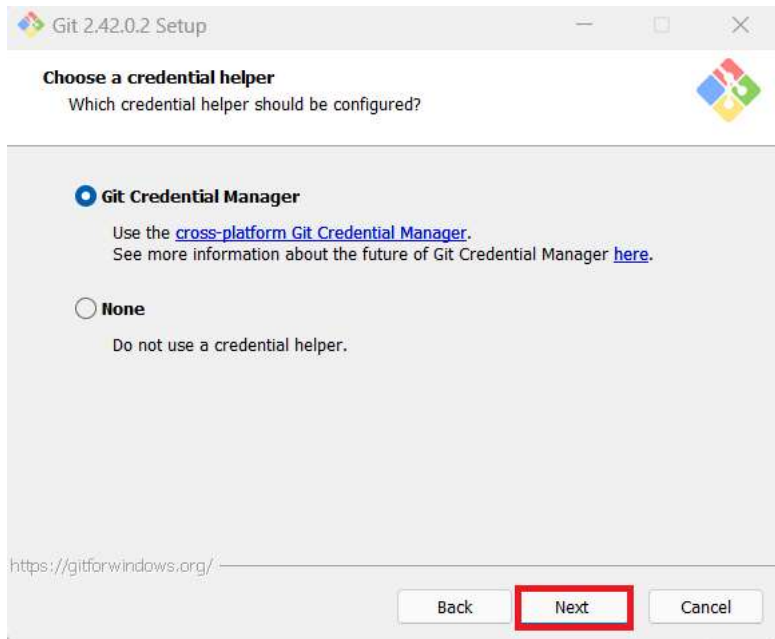 Git 2.42.0.2 Setup
Choose a credential helper
Which credential helper should be configured?
Git Credential Manager
Use the cross-platform Git Credential Manager.
See more information about the future of Git Credential Manager here.
None
Do not use a credential helper.
https://gitforwindows.org/
Back Next Cancel